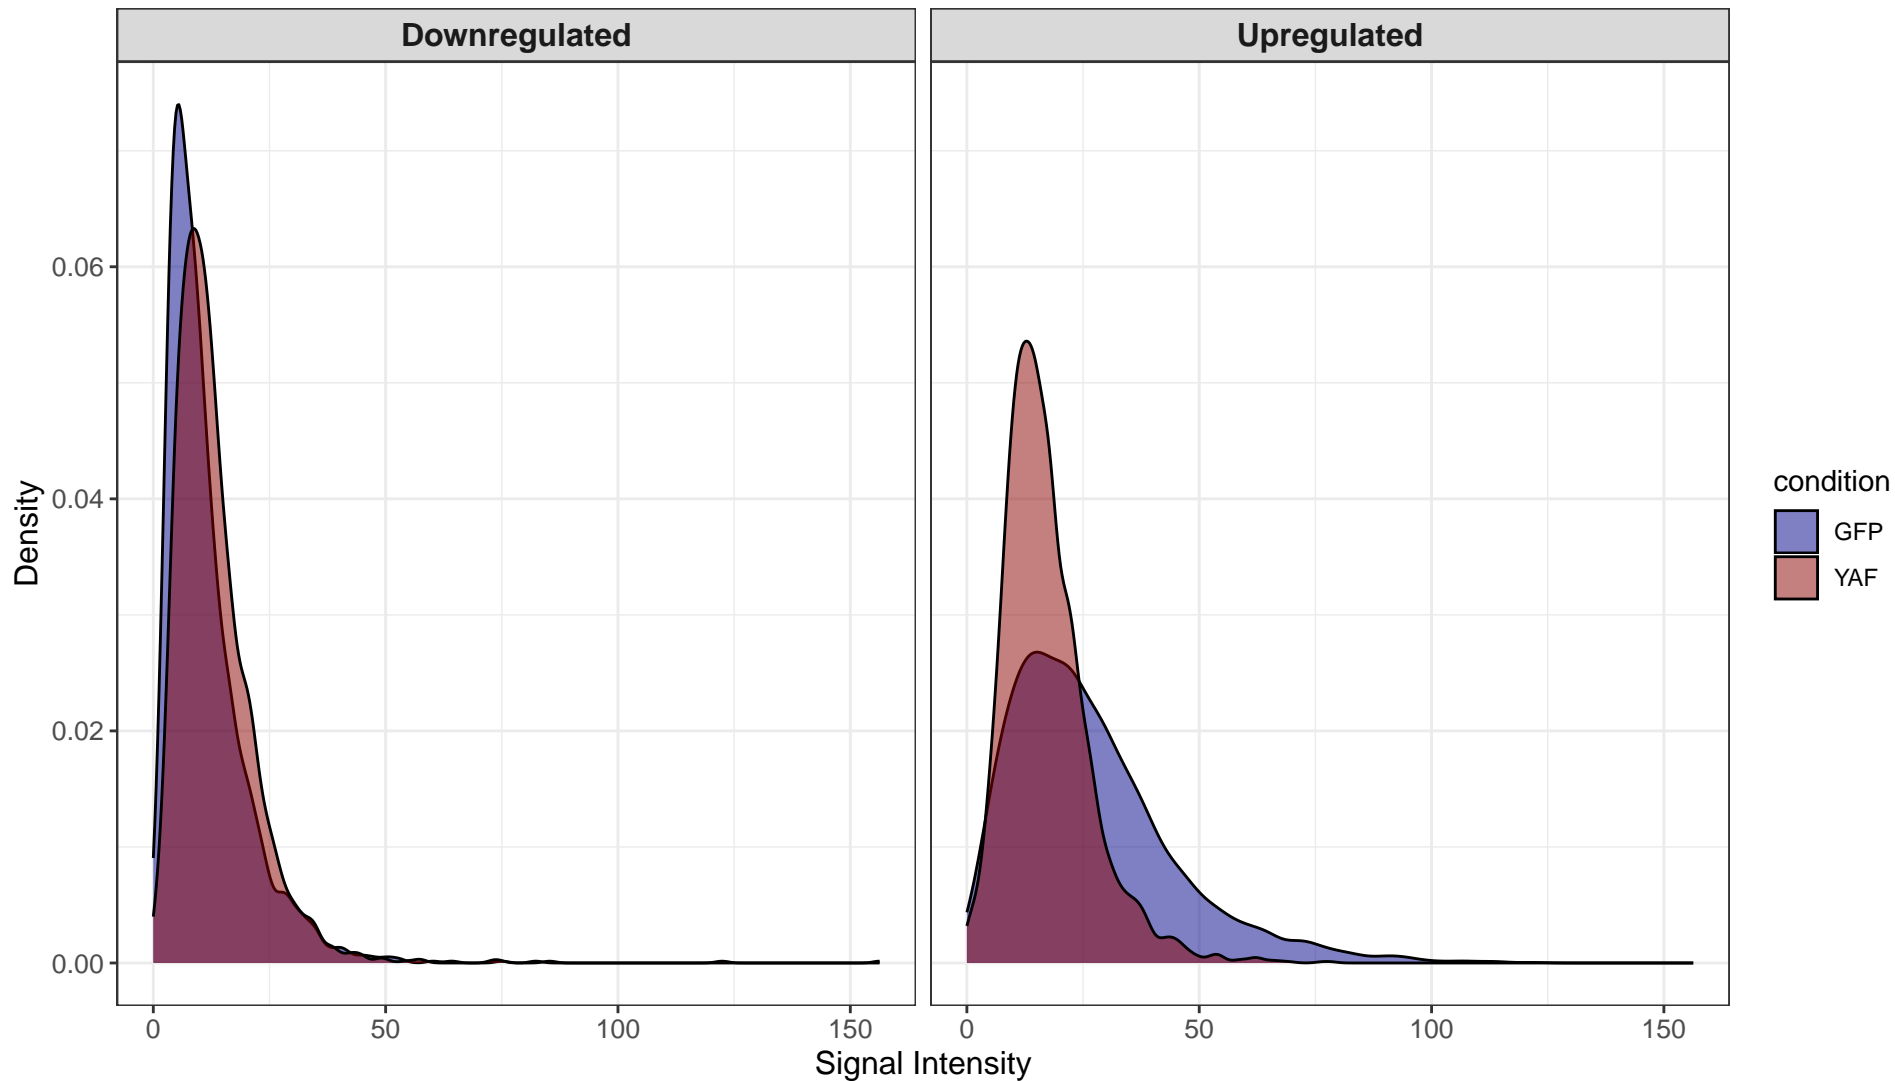 Downregulated
Upregulated
0.06
0.04
0.02
0.00
Density
0 50 100 150
0 50 100 150
Signal Intensity
condition
GFP
YAF